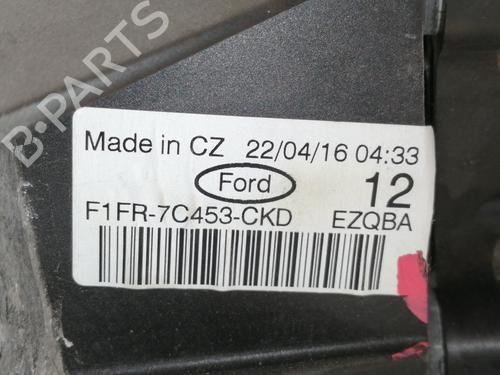 B-PARTS
Made in CZ 22/04/16 04:33
Ford 12
F1FR-7C453-CKD EZQBA